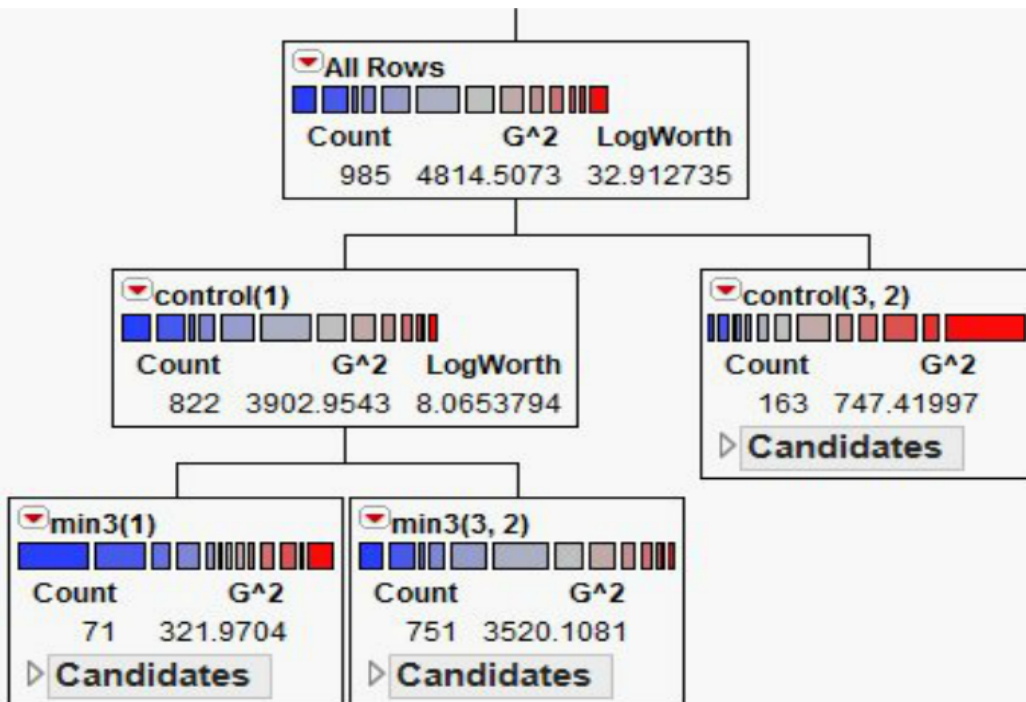 All Rows
Count G^2 LogWorth
985 4814.5073 32.912735
control(1)
Count G^2 LogWorth
822 3902.9543 8.0653794
control(3, 2)
Count G^2
163 747.41997
Candidates
min3(1)
Count G^2
71 321.9704
Candidates
min3(3, 2)
Count G^2
751 3520.1081
Candidates